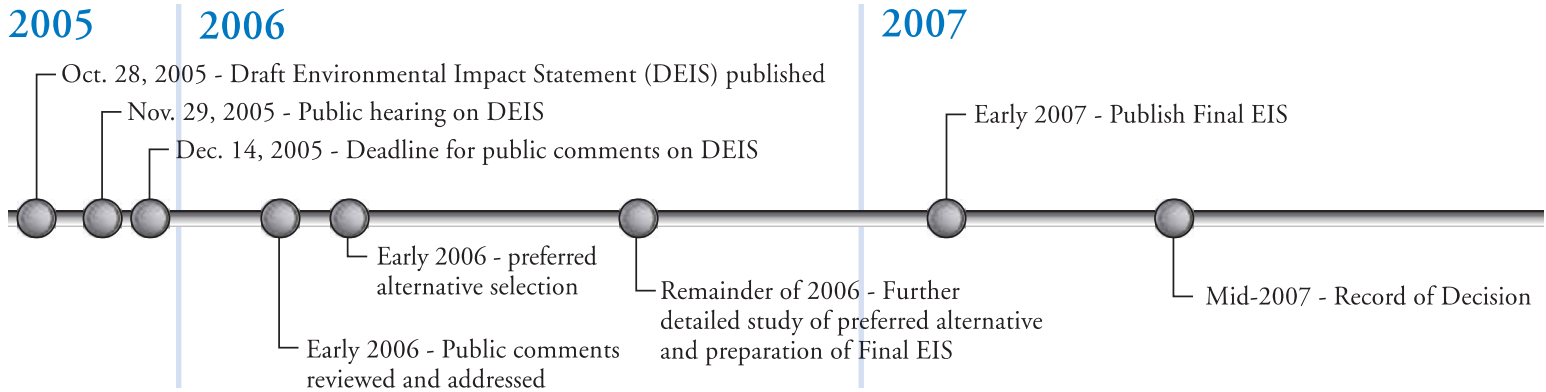 2005
2006
2007
Oct. 28, 2005 - Draft Environmental Impact Statement (DEIS) published
Nov. 29, 2005 - Public hearing on DEIS
Dec. 14, 2005 - Deadline for public comments on DEIS
Early 2007 - Publish Final EIS
Early 2006 - preferred
alternative selection
Early 2006 - Public comments
reviewed and addressed
Remainder of 2006 - Further
detailed study of preferred alternative
and preparation of Final EIS
Mid-2007 - Record of Decision